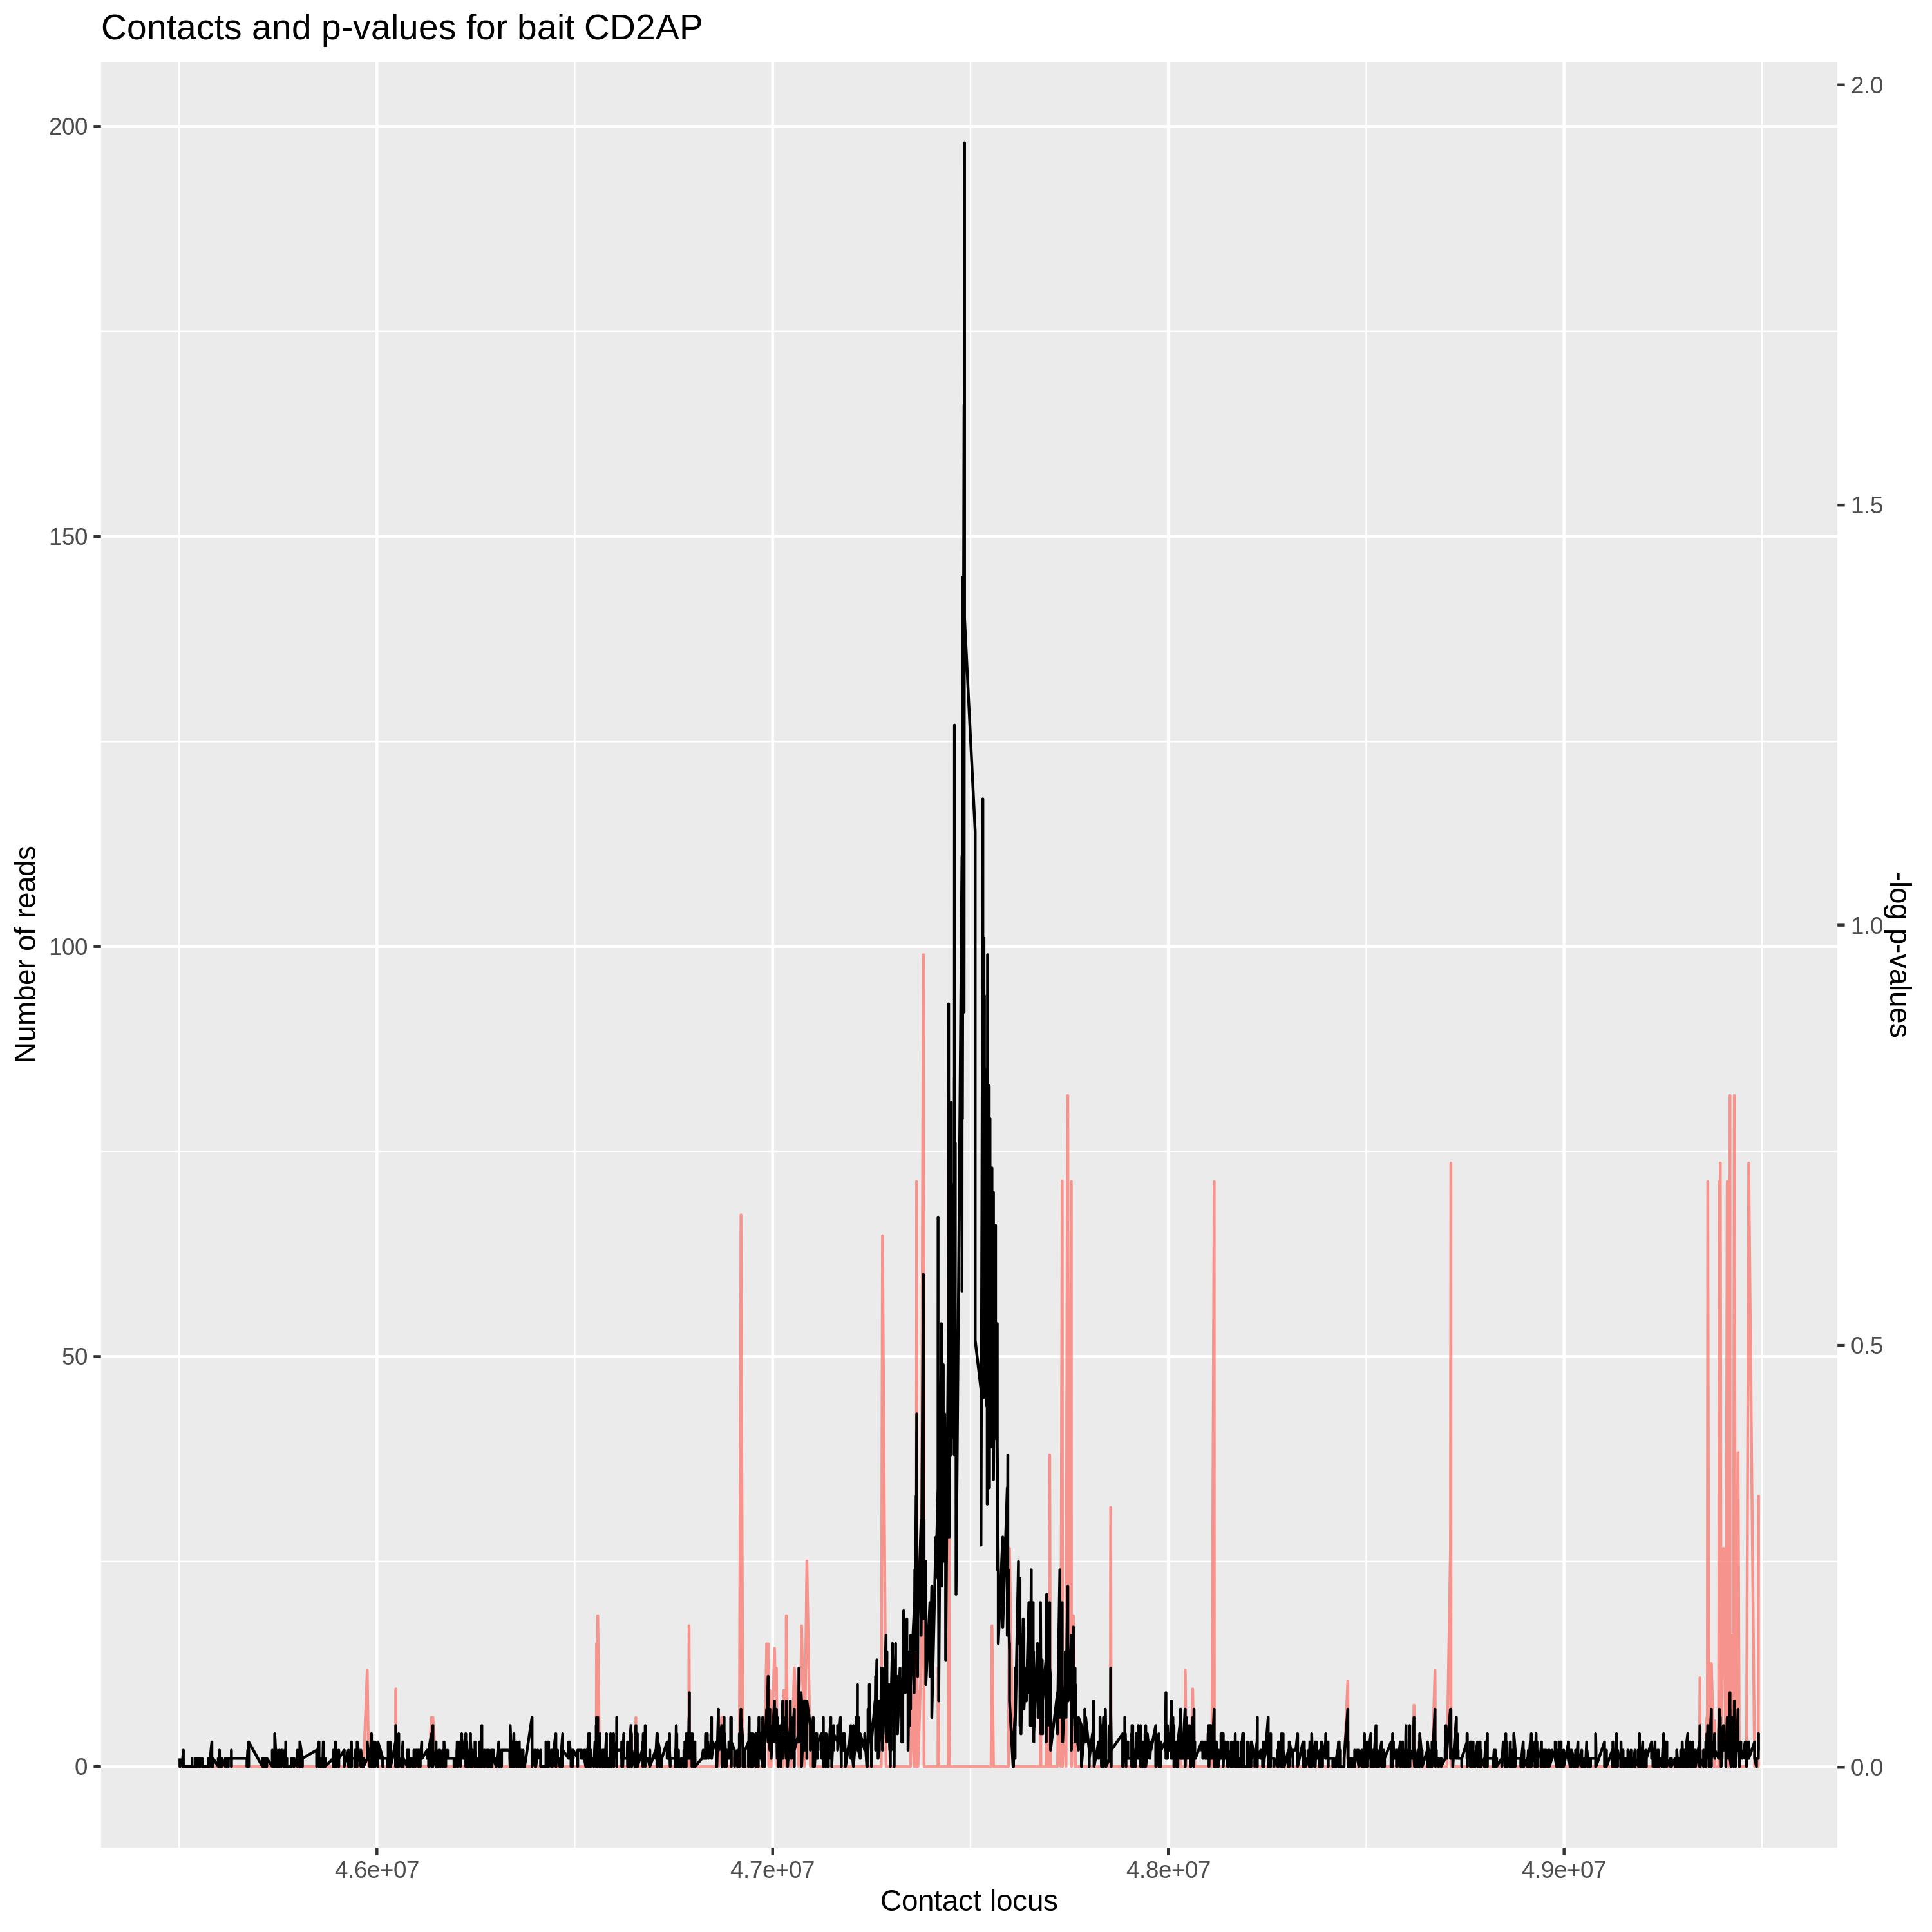 Contacts and p-values for bait CD2AP
200
150
100
50
0
Number of reads
2.0
1.5
1.0
0.5
0.0
-log p-values
4.6e+07
4.7e+07
4.8e+07
4.9e+07
Contact locus